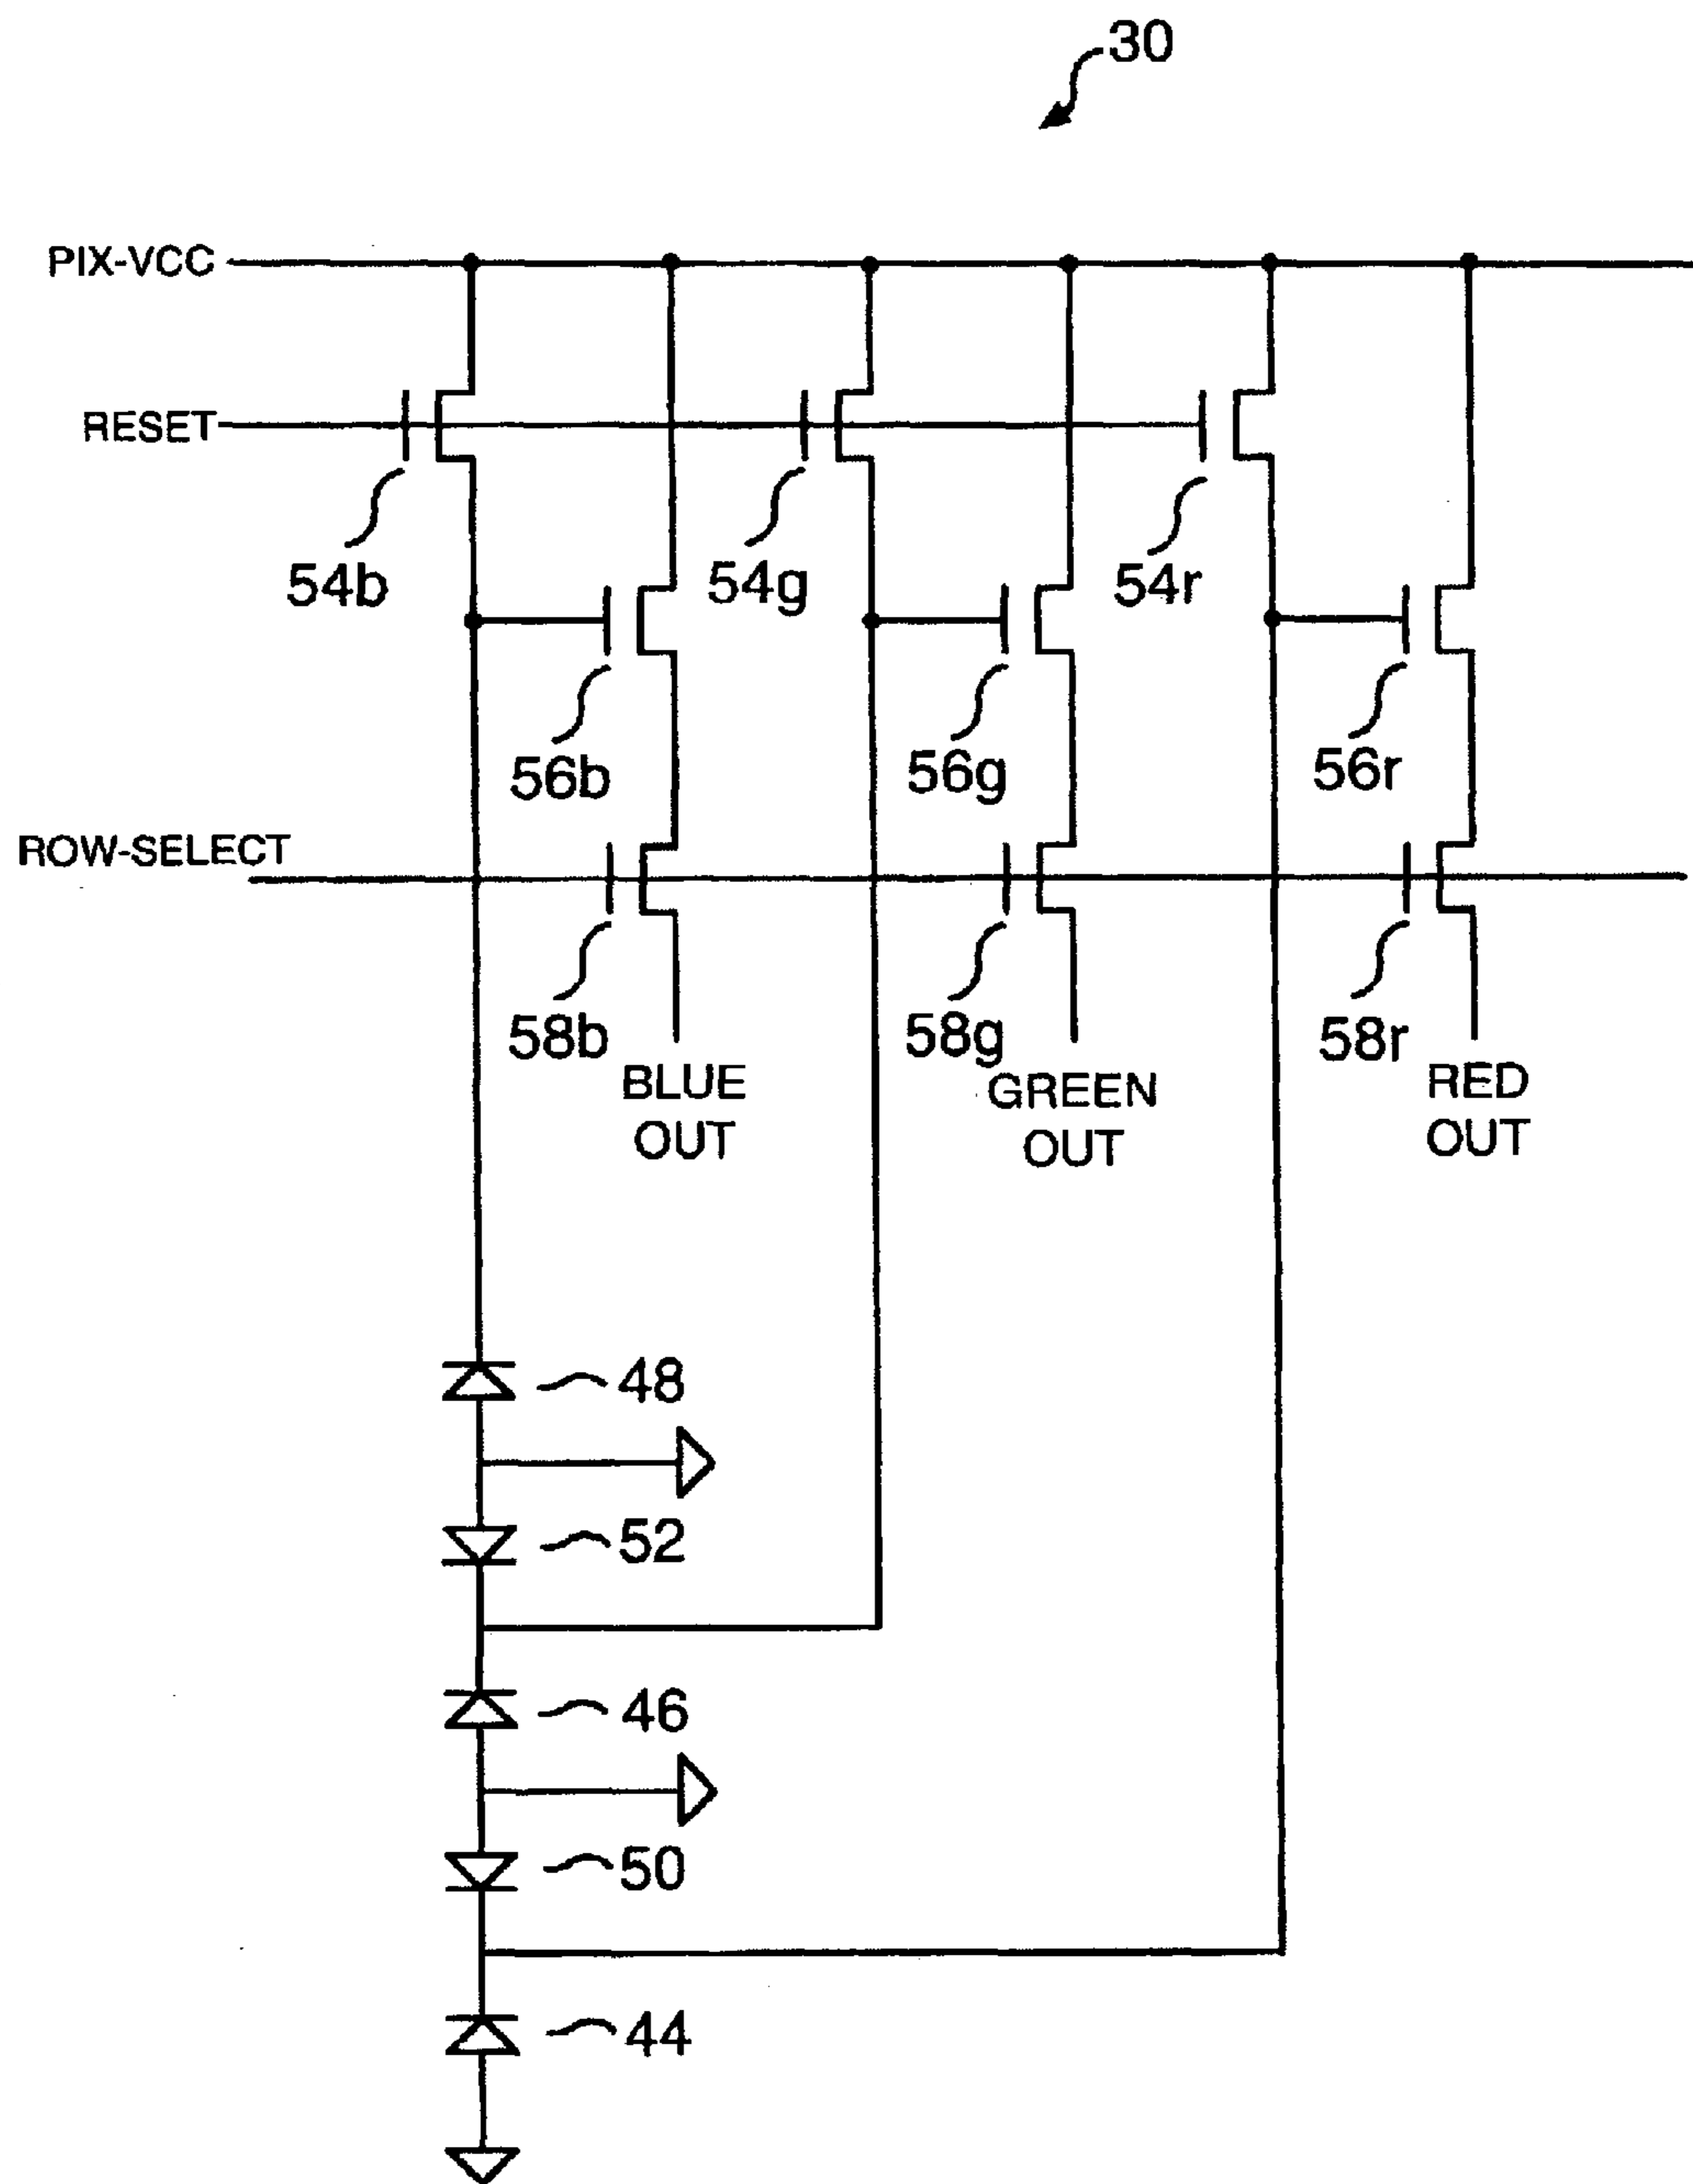 30
PIX-VCC
RESET
54b
54g
54r
56b
56g
56r
ROW-SELECT
58b
58g
58r
BLUE
OUT
GREEN
OUT
RED
OUT
48
52
46
50
44